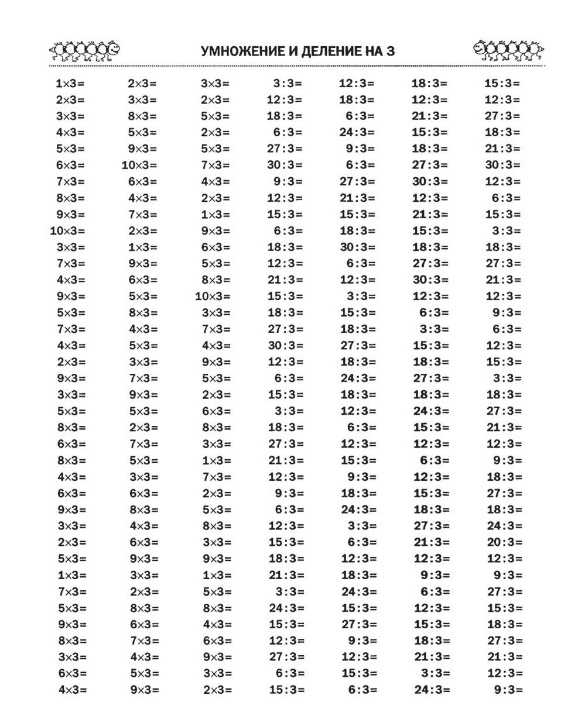 УМНОЖЕНИЕ И ДЕЛЕНИЕ НА 3
1×3= 2×3= 3×3= 3:3= 12:3= 18:3= 15:3=
2×3= 3×3= 2×3= 12:3= 18:3= 12:3= 12:3=
3×3= 8×3= 5×3= 18:3= 6:3= 21:3= 27:3=
4×3= 5×3= 2×3= 6:3= 24:3= 15:3= 18:3=
5×3= 9×3= 5×3= 27:3= 9:3= 18:3= 21:3=
6×3= 10×3= 7×3= 30:3= 6:3= 27:3= 30:3=
7×3= 6×3= 4×3= 9:3= 27:3= 30:3= 12:3=
8×3= 4×3= 2×3= 12:3= 21:3= 12:3= 6:3=
9×3= 7×3= 1×3= 15:3= 15:3= 21:3= 15:3=
10×3= 2×3= 9×3= 6:3= 18:3= 15:3= 3:3=
3×3= 1×3= 6×3= 18:3= 30:3= 18:3= 18:3=
7×3= 9×3= 5×3= 12:3= 6:3= 27:3= 27:3=
4×3= 6×3= 8×3= 21:3= 12:3= 30:3= 21:3=
9×3= 5×3= 10×3= 15:3= 3:3= 12:3= 12:3=
5×3= 8×3= 3×3= 18:3= 15:3= 6:3= 9:3=
7×3= 4×3= 7×3= 27:3= 18:3= 3:3= 6:3=
4×3= 5×3= 4×3= 30:3= 27:3= 15:3= 12:3=
2×3= 3×3= 9×3= 12:3= 18:3= 18:3= 15:3=
9×3= 7×3= 5×3= 6:3= 24:3= 27:3= 3:3=
3×3= 9×3= 2×3= 15:3= 18:3= 18:3= 18:3=
5×3= 5×3= 6×3= 3:3= 12:3= 24:3= 27:3=
8×3= 2×3= 8×3= 18:3= 6:3= 15:3= 21:3=
6×3= 7×3= 3×3= 27:3= 12:3= 12:3= 12:3=
8×3= 5×3= 1×3= 21:3= 15:3= 6:3= 9:3=
4×3= 3×3= 7×3= 12:3= 9:3= 12:3= 18:3=
6×3= 6×3= 2×3= 9:3= 18:3= 15:3= 27:3=
9×3= 8×3= 5×3= 6:3= 24:3= 18:3= 18:3=
3×3= 4×3= 8×3= 12:3= 3:3= 27:3= 24:3=
2×3= 6×3= 3×3= 15:3= 6:3= 21:3= 20:3=
5×3= 9×3= 9×3= 18:3= 12:3= 12:3= 12:3=
1×3= 3×3= 1×3= 21:3= 18:3= 9:3= 9:3=
7×3= 2×3= 5×3= 3:3= 24:3= 6:3= 27:3=
5×3= 8×3= 8×3= 24:3= 15:3= 12:3= 15:3=
9×3= 6×3= 4×3= 15:3= 27:3= 15:3= 18:3=
8×3= 7×3= 6×3= 12:3= 9:3= 18:3= 27:3=
3×3= 4×3= 9×3= 27:3= 12:3= 21:3= 21:3=
6×3= 5×3= 3×3= 6:3= 15:3= 3:3= 12:3=
4×3= 9×3= 2×3= 15:3= 6:3= 24:3= 9:3=